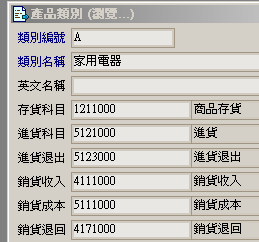 產品類別 (瀏覽...)
類別編號 A
類別名稱 家用電器
英文名稱
存貨科目 1211000 商品存貨
進貨科目 5121000 進貨
進貨退出 5123000 進貨退出
銷貨收入 4111000 銷貨收入
銷貨成本 5111000 銷貨成本
銷貨退回 4171000 銷貨退回